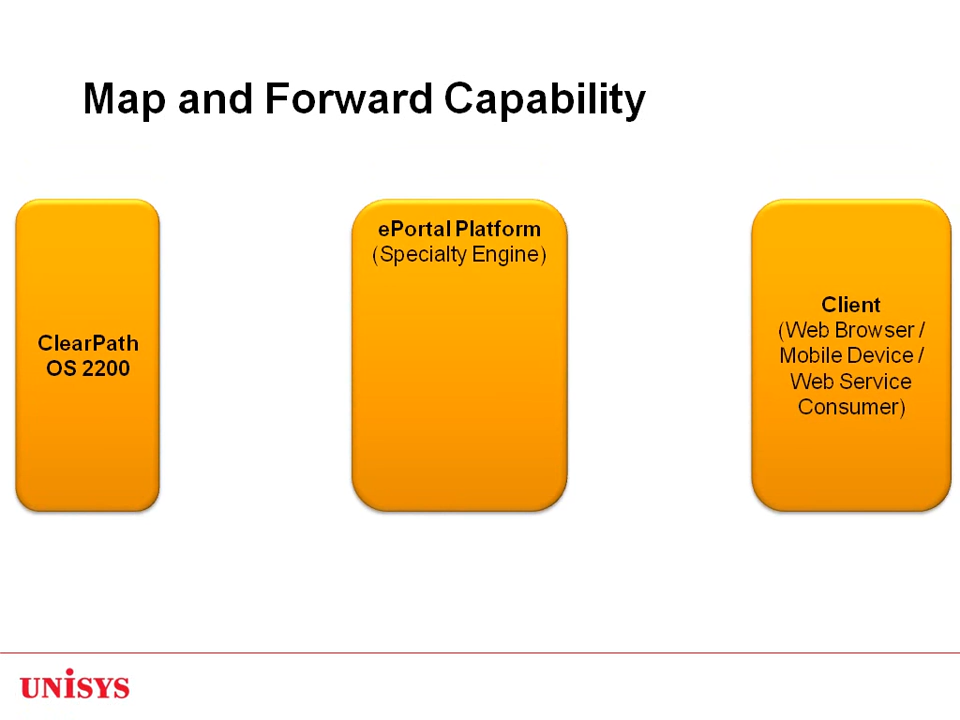 Map and Forward Capability
ClearPath
OS 2200
ePortal Platform
(Specialty Engine)
Client
(Web Browser /
Mobile Device /
Web Service
Consumer)
UNISYS